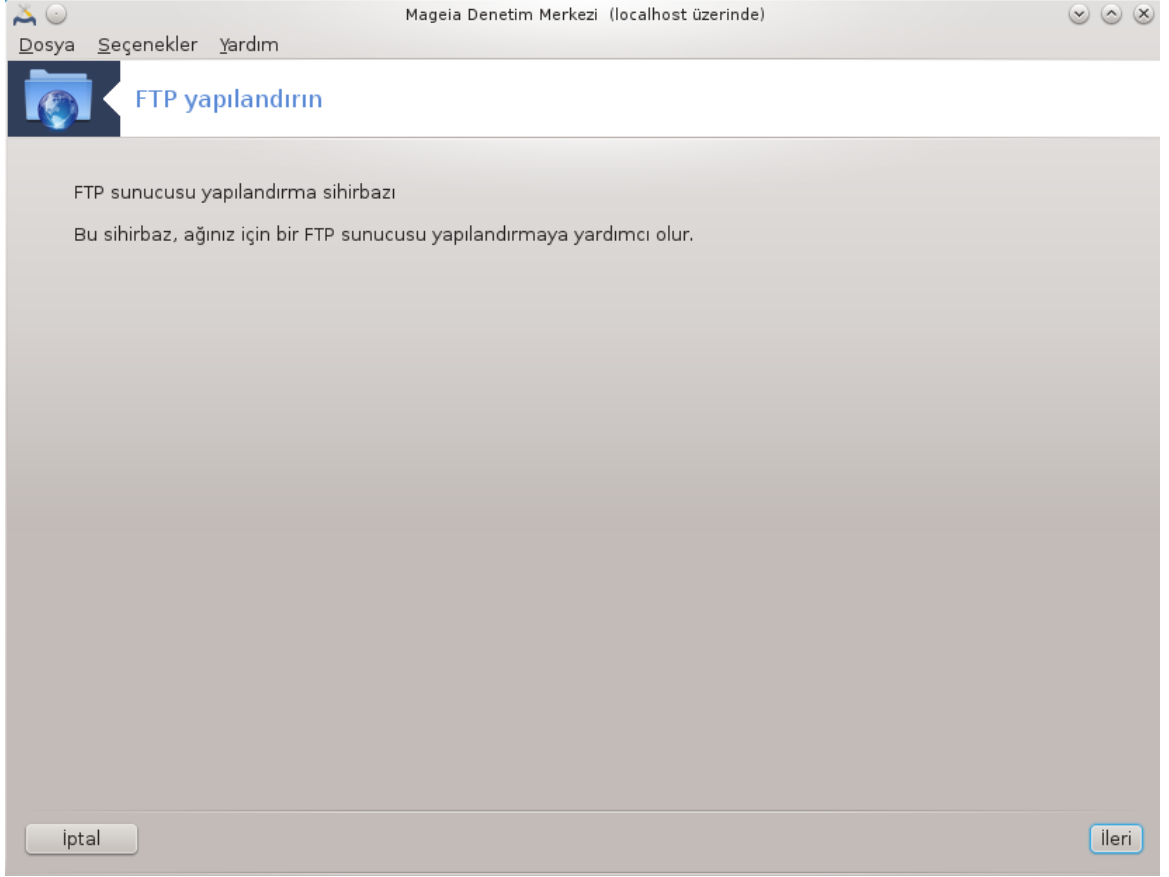 Mageia Denetim Merkezi (localhost üzerinde)
Dosya Seçenekler Yardım
FTP yapılandırın
FTP sunucusu yapılandırma sihirbazı
Bu sihirbaz, ağınız için bir FTP sunucusu yapılandırmaya yardımcı olur.
İptal İleri